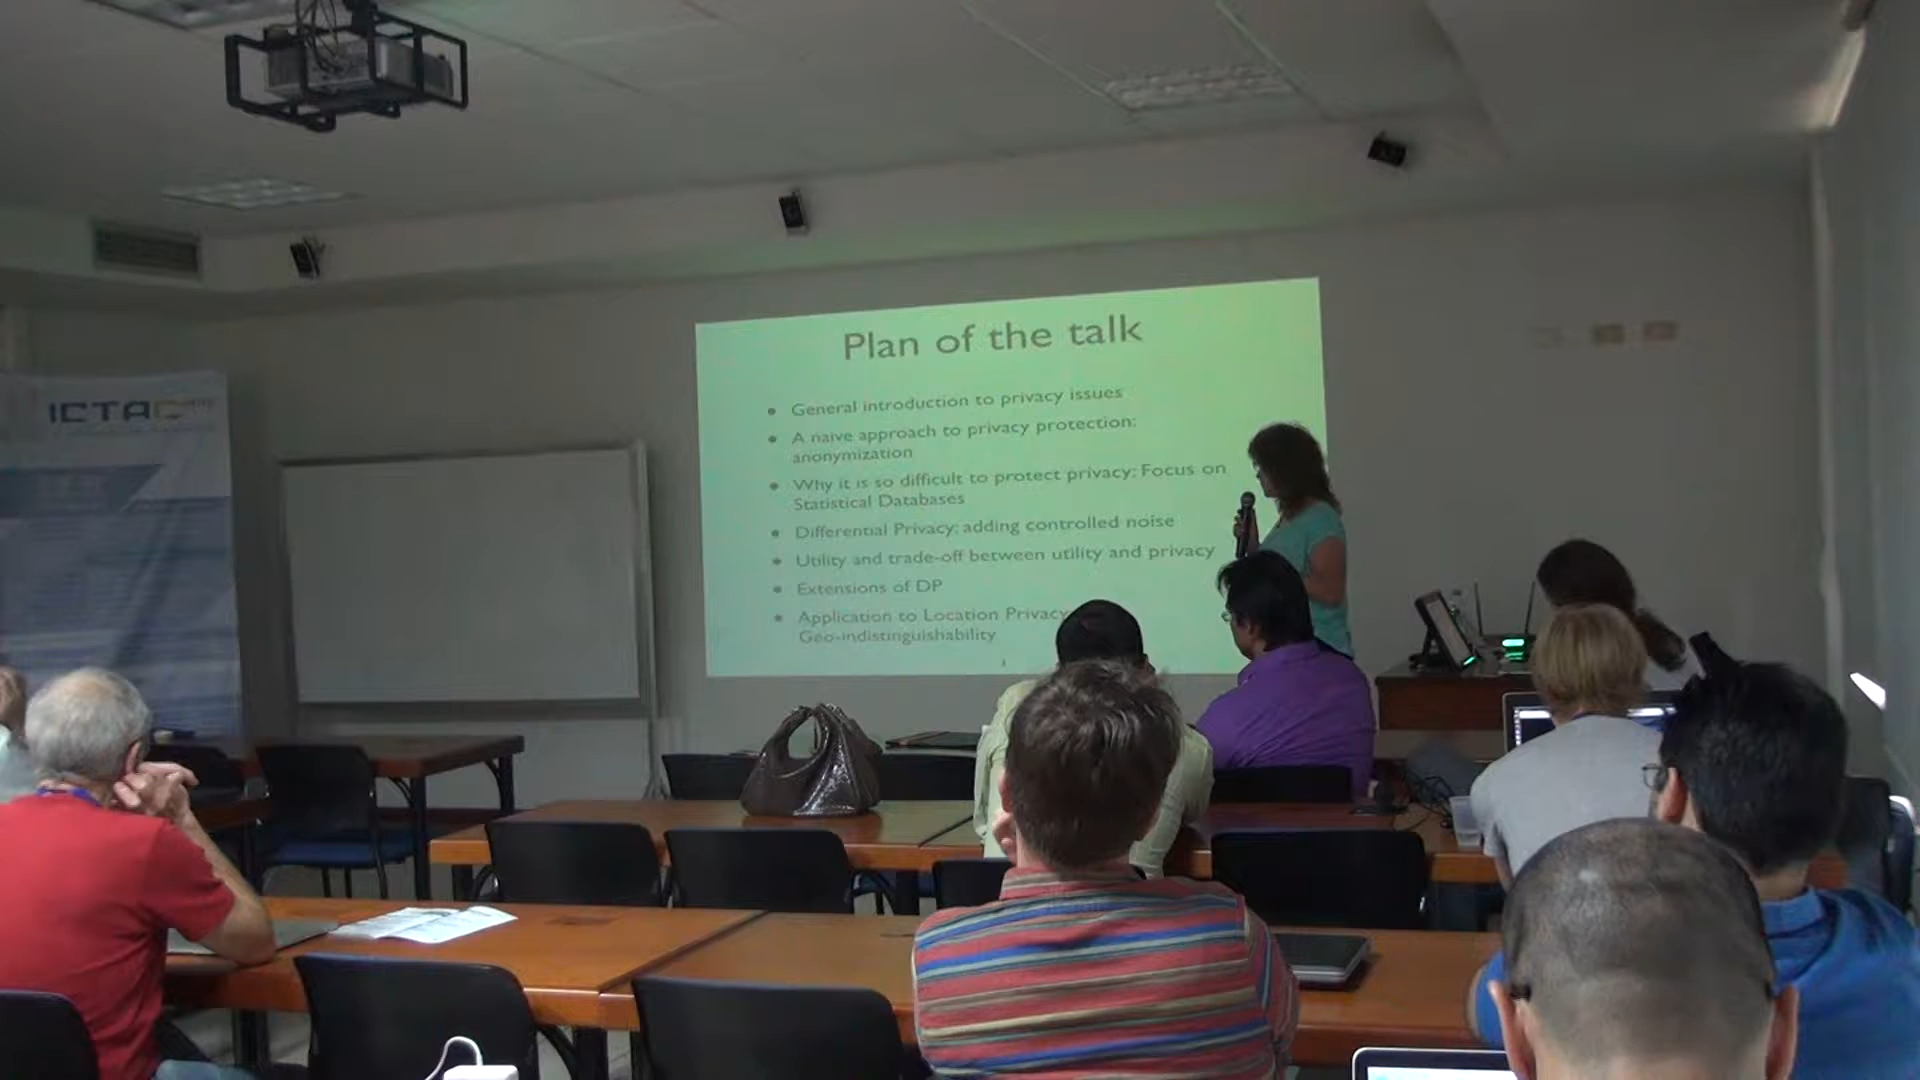 ICTAC
Plan of the talk
General introduction to privacy issues
A naive approach to privacy protection:
anonymization
Why it is so difficult to protect privacy: Focus on
Statistical Databases
Differential Privacy: adding controlled noise
Utility and trade-off between utility and privacy
Extensions of DP
Application to Location Privacy
Geo-indistinguishability